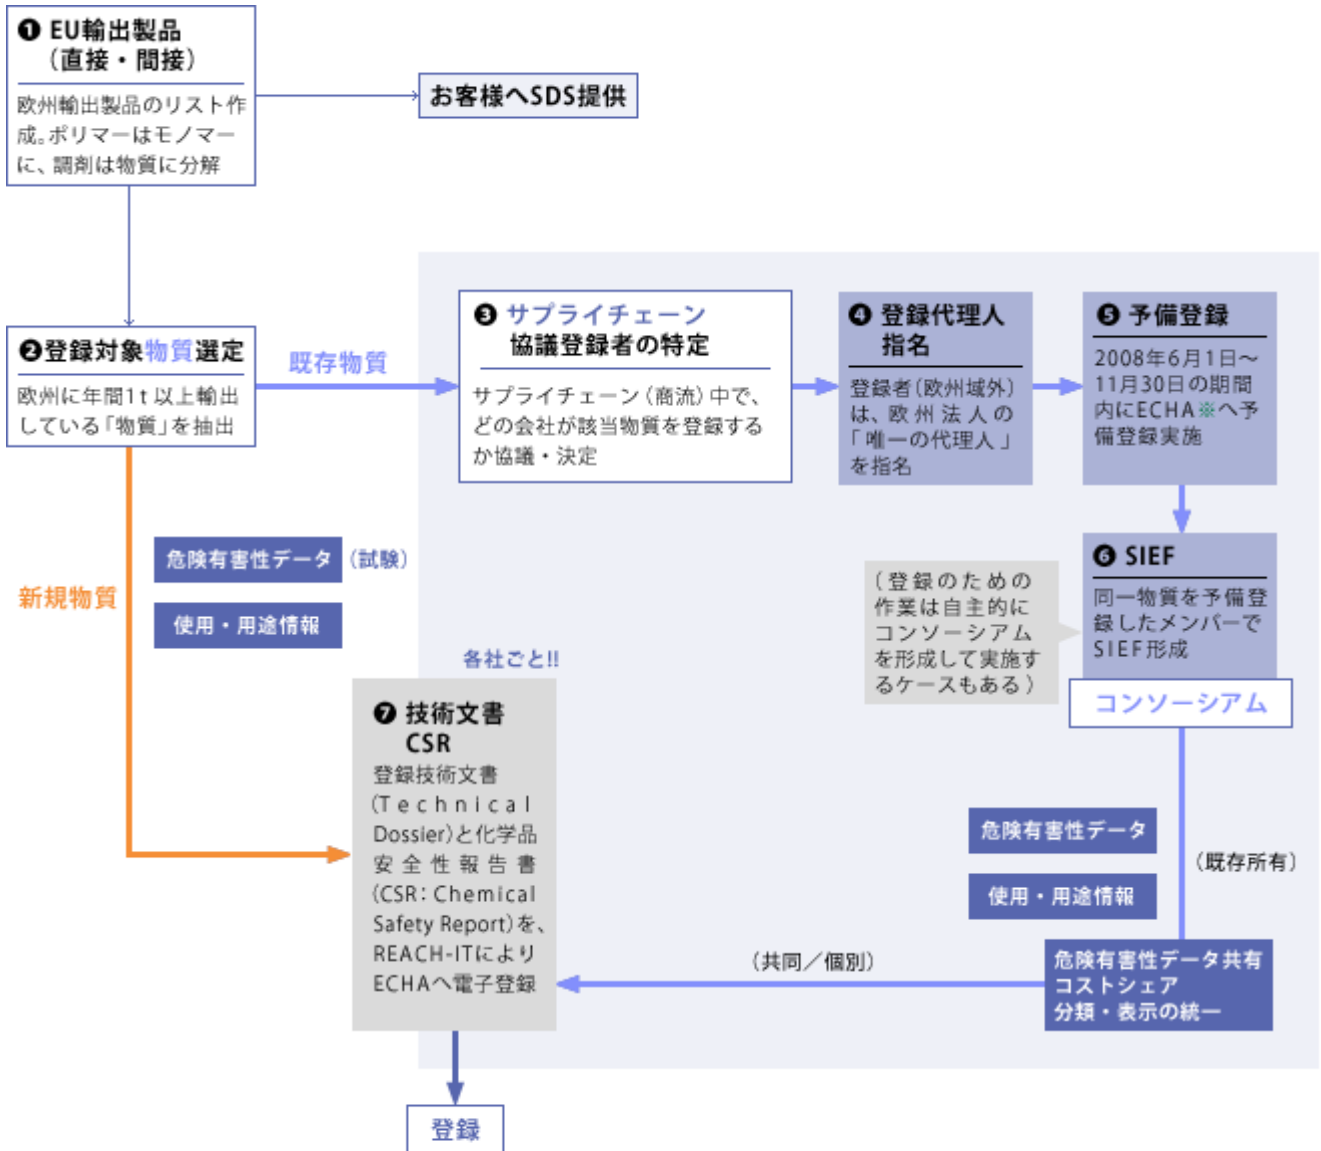 ❶ EU輸出製品
（直接・間接）
欧州輸出製品のリスト作
成。ポリマーはモノマー
に、調剤は物質に分解
お客様へSDS提供
❷登録対象物質選定
欧州に年間1t以上輸出
している「物質」を抽出
既存物質
❸ サプライチェーン
協議登録者の特定
サプライチェーン（商流）中で、
どの会社が該当物質を登録する
か協議・決定
❹ 登録代理人
指名
登録者（欧州域外）
は、欧州法人の
「唯一の代理人」
を指名
❺ 予備登録
2008年6月1日～
11月30日の期間
内にECHA※へ予
備登録実施
新規物質
危険有害性データ
（試験）
使用・用途情報
❻ SIEF
同一物質を予備登
録したメンバーで
SIEF形成
（登録のための
作業は自主的に
コンソーシアム
を形成して実施す
るケースもある）
コンソーシアム
各社ごと!!
❼ 技術文書
CSR
登録技術文書
(Technical
Dossier)と化学品
安全性報告書
(CSR：Chemical
Safety Report)を、
REACH-ITにより
ECHAへ電子登録
危険有害性データ
使用・用途情報
（既存所有）
危険有害性データ共有
コストシェア
分類・表示の統一
（共同／個別）
登録